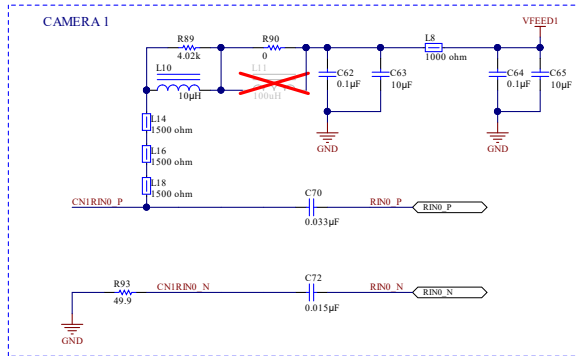 CAMERA 1
VFEED1
R89
4.02k
R90
0
L8
1000 ohm
L10
10µH
L11
100uH
C62
0.1µF
C63
10µF
C64
0.1µF
C65
10µF
L14
1500 ohm
L16
1500 ohm
L18
1500 ohm
GND
GND
CN1RIN0_P
C70
0.033µF
RIN0_P
RIN0_P
R93
49.9
CN1RIN0_N
C72
0.015µF
RIN0_N
RIN0_N
GND